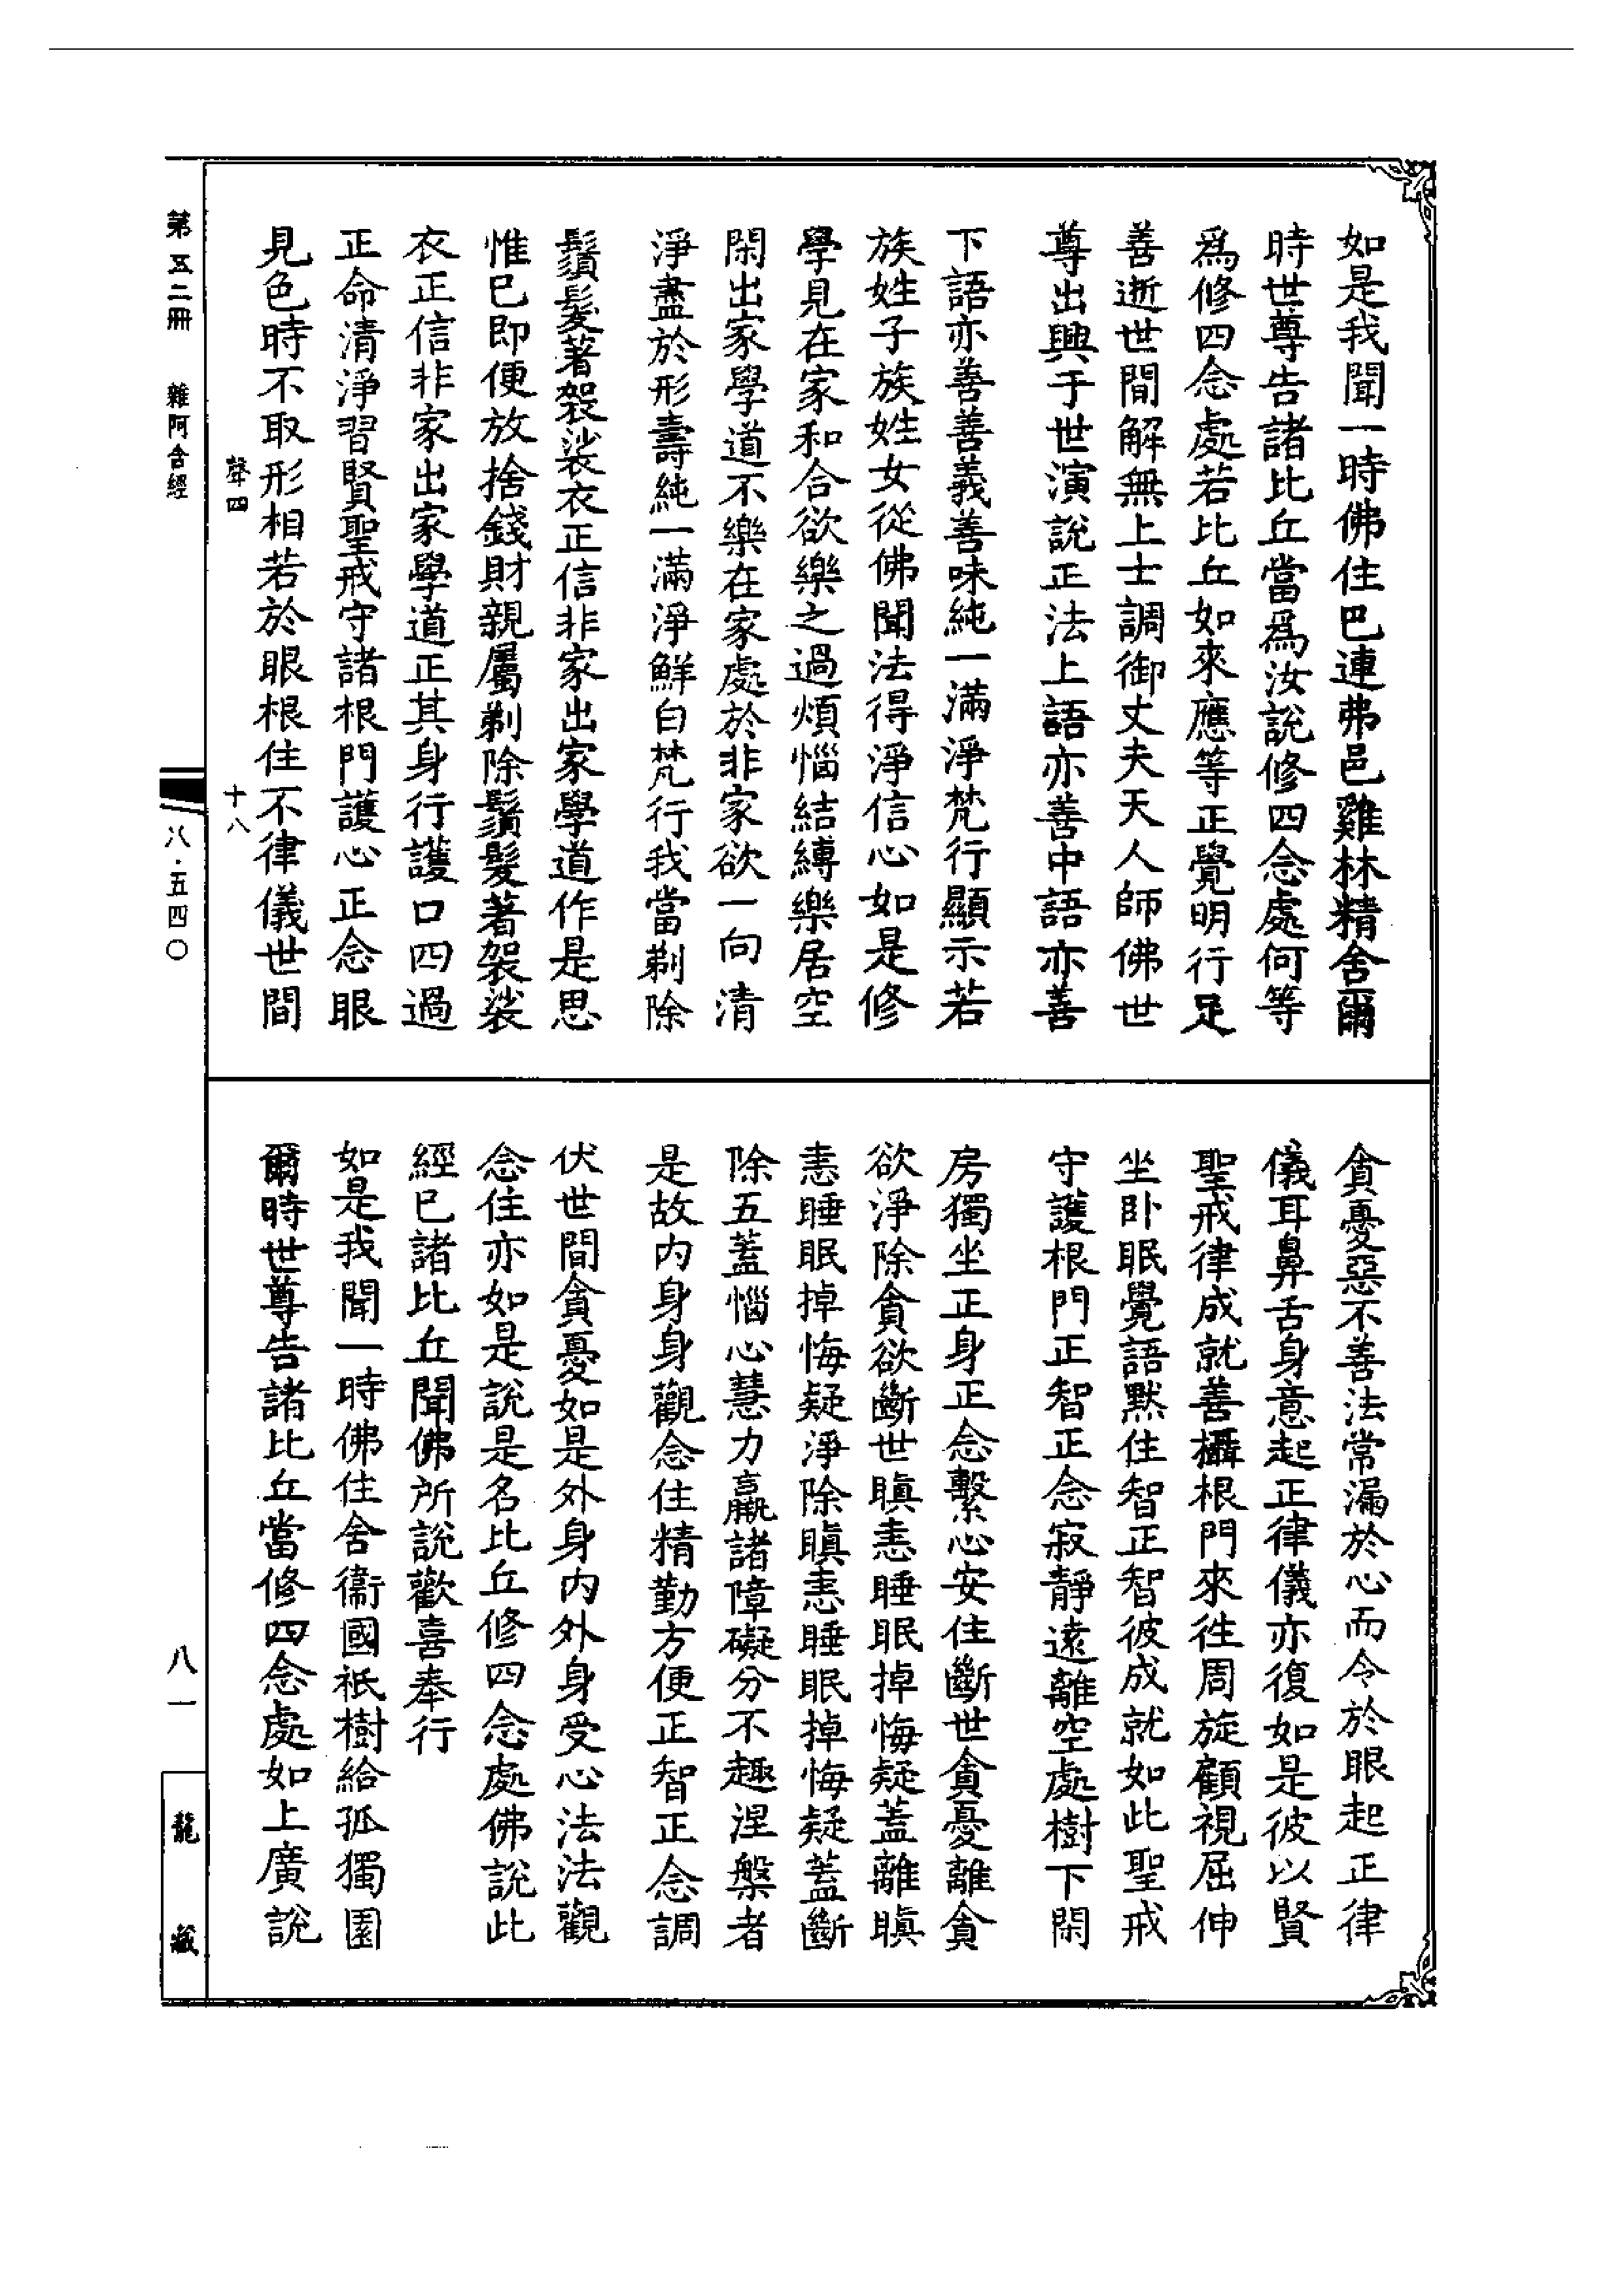 如是我聞一時佛住巴連弗邑雞林精舍爾
時世尊告諸比丘當爲汝說修四念處何等
爲修四念處若比丘如來應等正覺明行足
善逝世間解無上士調御丈夫天人師佛世
尊出興于世演說正法上語亦善中語亦善
下語亦善善義善味純一滿淨梵行顯示若
族姓子族姓女從佛聞法得淨信心如是修
學見在家和合欲樂之過煩惱結縛樂居空
閑出家學道不樂在家處於非家欲一向清
淨盡於形壽純一滿淨鮮白梵行我當剃除
鬚髮著袈裟衣正信非家出家學道作是思
惟已即便放捨錢財親屬剃除鬚髮著袈裟
衣正信非家出家學道正其身行護口四過
正命清淨習賢聖戒守諸根門護心正念眼
見色時不取形相若於眼根住不律儀世間
貪憂惡不善法常漏於心而令於眼起正律
儀耳鼻舌身意起正律儀亦復如是彼以賢
聖戒律成就善攝根門來往周旋顧視屈伸
坐卧眠覺語默住智正智彼成就如此聖戒
守護根門正智正念寂靜遠離空處樹下閑
房獨坐正身正念繫心安住斷世貪憂離貪
欲淨除貪欲斷世瞋恚睡眠掉悔疑蓋離瞋
恚睡眠掉悔疑淨除瞋恚睡眠掉悔疑蓋斷
除五蓋惱心慧力羸諸障礙分不趣涅槃者
是故内身身觀念住精勤方便正智正念調
伏世間貪憂如是外身内外身受心法法觀
念住亦如是說是名比丘修四念處佛說此
經已諸比丘聞佛所說歡喜奉行
如是我聞一時佛住舍衞國祇樹給孤獨園
爾時世尊告諸比丘當修四念處如上廣說
聲四 十八
第五二冊 雜阿含經 八·五四〇 八一 龍藏